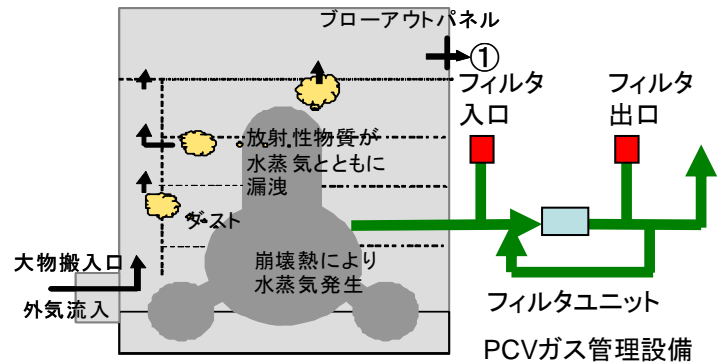 ブローアウトパネル
①
フィルタ
入口
フィルタ
出口
放射性物質が
水蒸気とともに
漏洩
ダスト
崩壊熱により
水蒸気発生
大物搬入口
外気流入
フィルタユニット
PCVガス管理設備